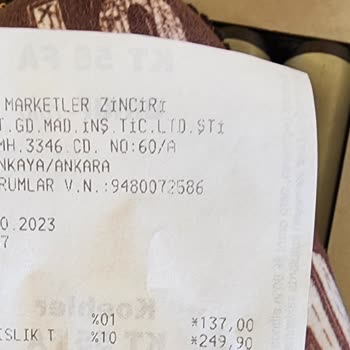 MARKETLER ZİNCİRİ
T.GD.MAD.İNŞ.TİC.LTD.ŞTİ
MH.3346.CD. NO:60/A
NKAYA/ANKARA
RUMLAR V.N.:9480072586
0.2023
7
%01 *137,00
ISLIK T %10 *249,90